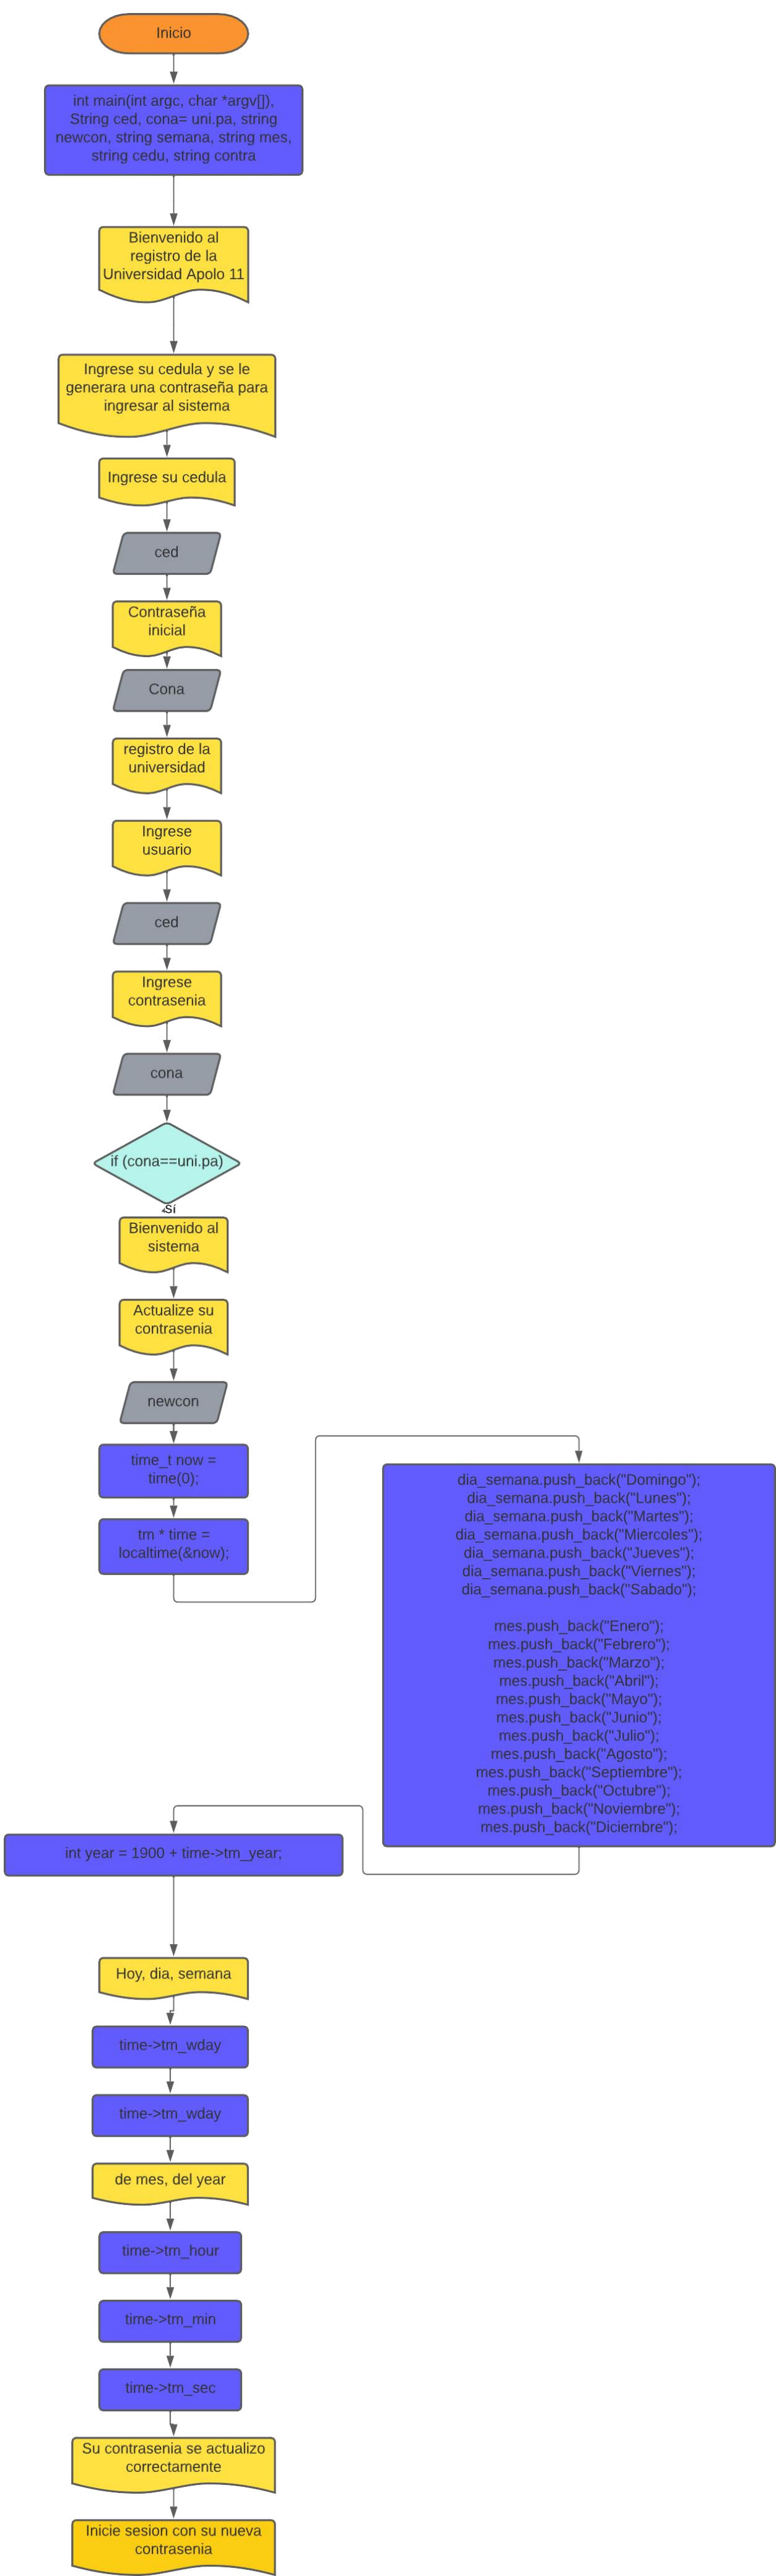 Inicio
int main(int argc, char *argv[]),
String ced, cona= uni.pa, string
newcon, string semana, string mes,
string cedu, string contra
Bienvenido al
registro de la
Universidad Apolo 11
Ingrese su cedula y se le
generara una contraseña para
ingresar al sistema
Ingrese su cedula
ced
Contraseña
inicial
Cona
registro de la
universidad
Ingrese
usuario
ced
Ingrese
contrasenia
cona
if (cona==uni.pa)
Sí
Bienvenido al
sistema
Actualize su
contrasenia
newcon
time_t now =
time(0);
tm * time =
localtime(&now);
dia_semana.push_back("Domingo");
dia_semana.push_back("Lunes");
dia_semana.push_back("Martes");
dia_semana.push_back("Miercoles");
dia_semana.push_back("Jueves");
dia_semana.push_back("Viernes");
dia_semana.push_back("Sabado");
mes.push_back("Enero");
mes.push_back("Febrero");
mes.push_back("Marzo");
mes.push_back("Abril");
mes.push_back("Mayo");
mes.push_back("Junio");
mes.push_back("Julio");
mes.push_back("Agosto");
mes.push_back("Septiembre");
mes.push_back("Octubre");
mes.push_back("Noviembre");
mes.push_back("Diciembre");
int year = 1900 + time->tm_year;
Hoy, dia, semana
time->tm_wday
time->tm_wday
de mes, del year
time->tm_hour
time->tm_min
time->tm_sec
Su contrasenia se actualizo
correctamente
Inicie sesion con su nueva
contrasenia